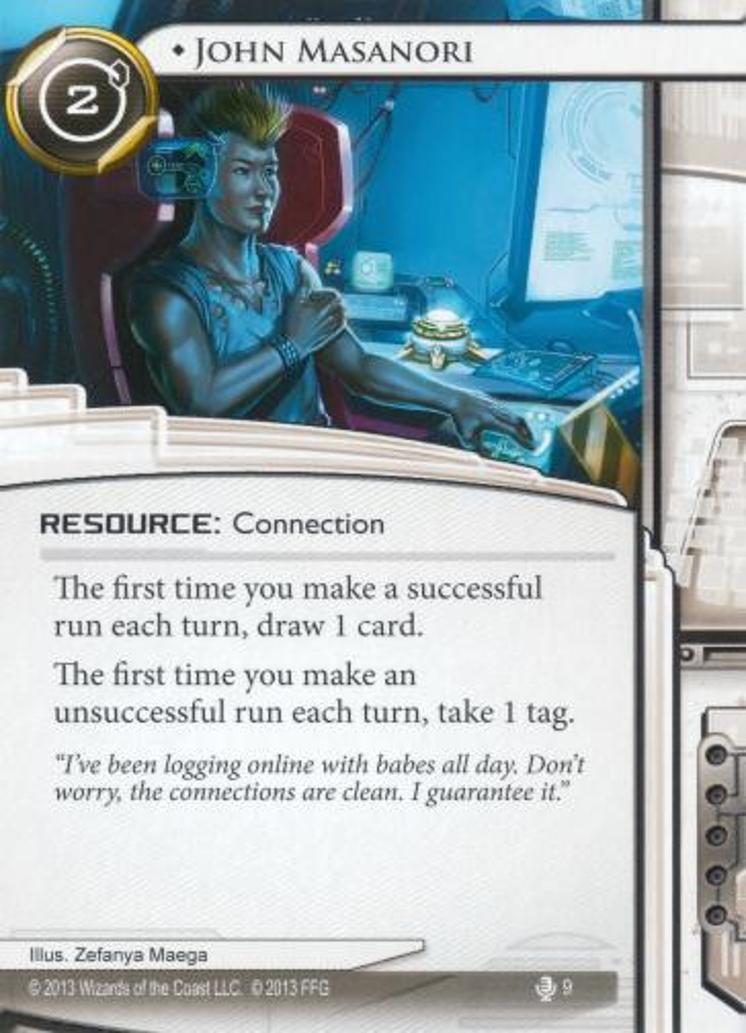 2
• John Masanori
RESOURCE: Connection
The first time you make a successful
run each turn, draw 1 card.
The first time you make an
unsuccessful run each turn, take 1 tag.
“I’ve been logging online with babes all day. Don’t
worry, the connections are clean. I guarantee it.”
Illus. Zefanya Maega
© 2013 Wizards of the Coast LLC. © 2013 FFG
9